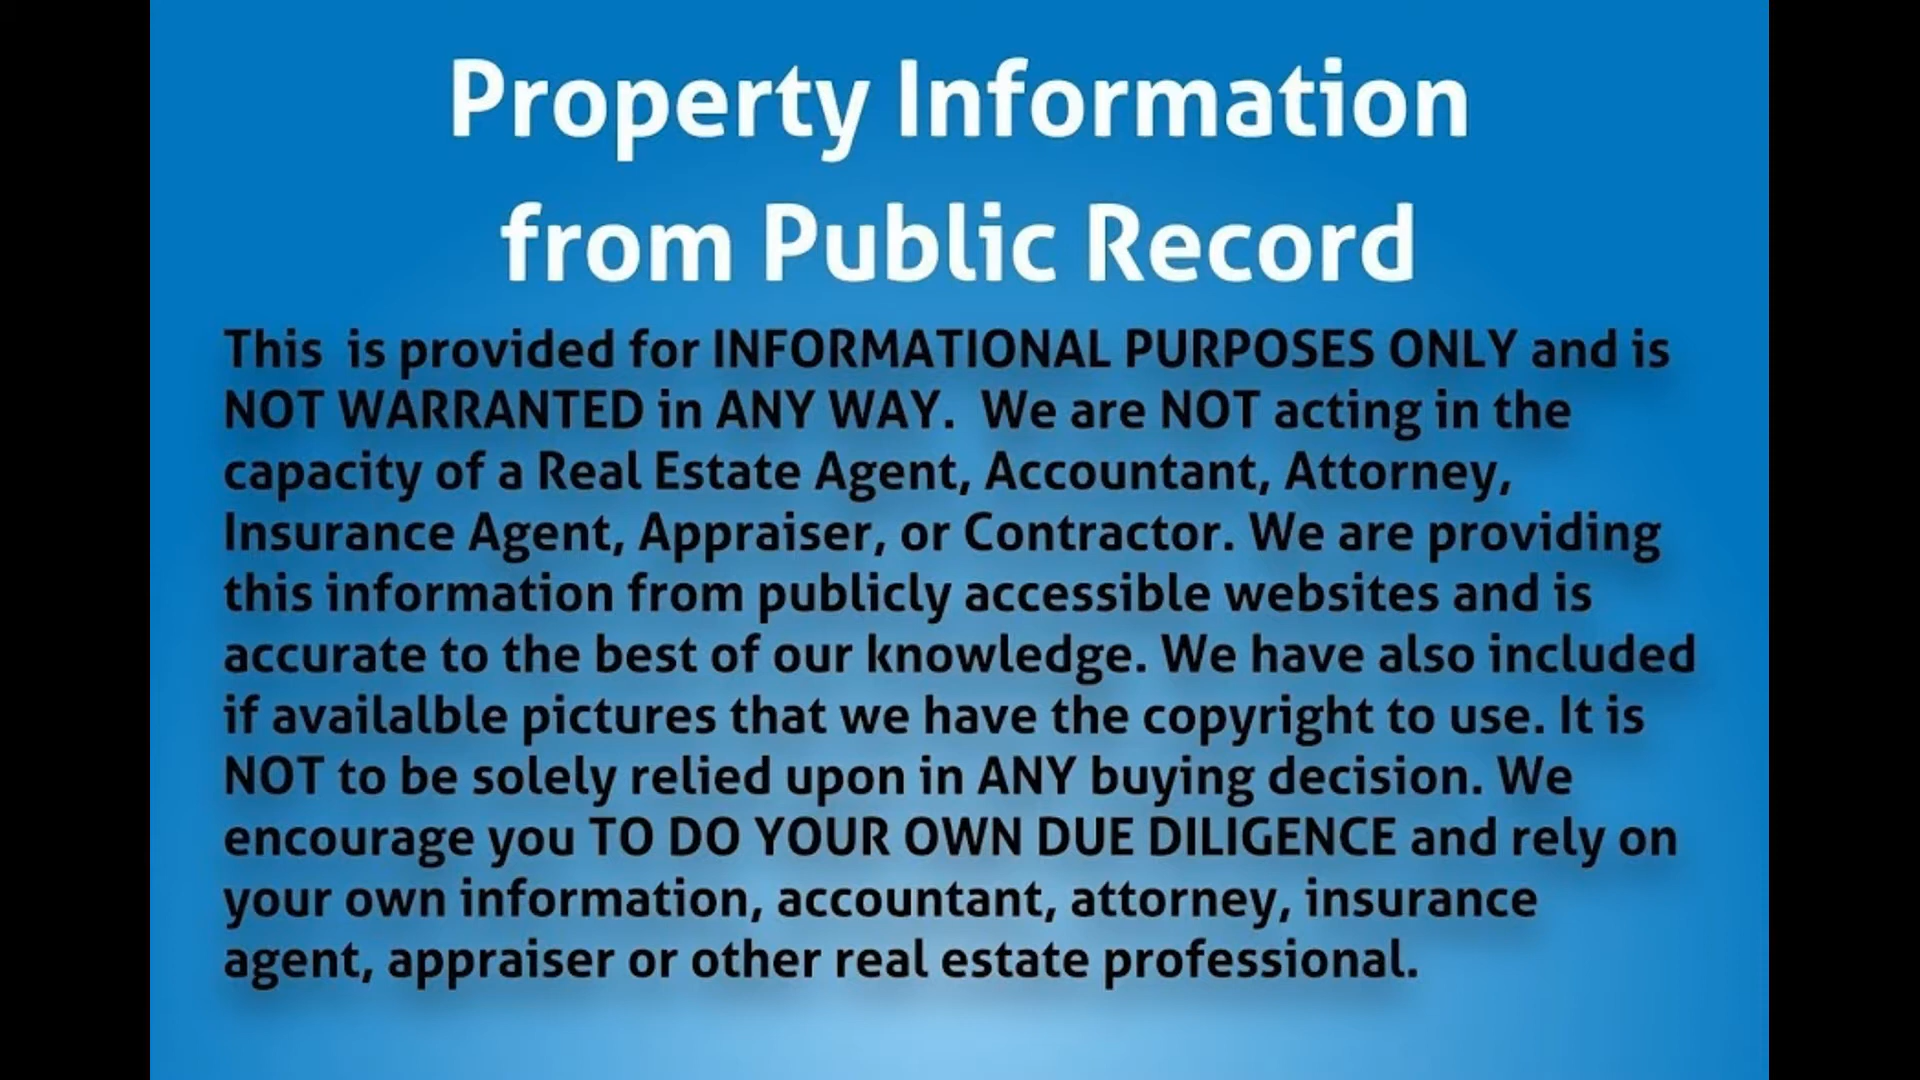 Property Information
from Public Record
This  is provided for INFORMATIONAL PURPOSES ONLY and is
NOT WARRANTED in ANY WAY.  We are NOT acting in the
capacity of a Real Estate Agent, Accountant, Attorney,
Insurance Agent, Appraiser, or Contractor. We are providing
this information from publicly accessible websites and is
accurate to the best of our knowledge. We have also included
if availalble pictures that we have the copyright to use. It is
NOT to be solely relied upon in ANY buying decision. We
encourage you TO DO YOUR OWN DUE DILIGENCE and rely on
your own information, accountant, attorney, insurance
agent, appraiser or other real estate professional.